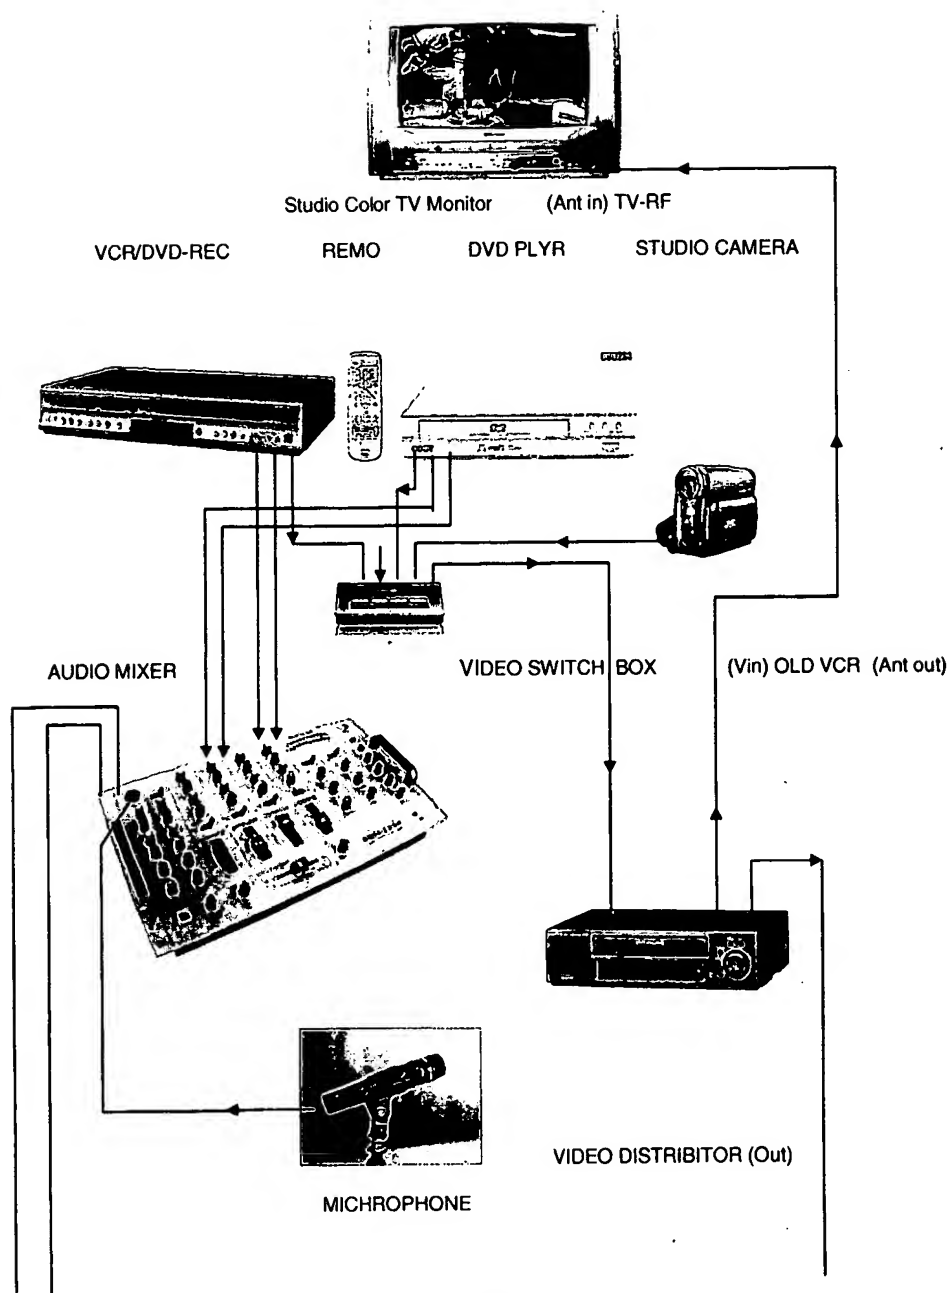 Studio Color TV Monitor (Ant in) TV-RF
VCR/DVD-REC REMO DVD PLYR STUDIO CAMERA
AUDIO MIXER VIDEO SWITCH BOX (Vin) OLD VCR (Ant out)
VIDEO DISTRIBITOR (Out)
MICHROPHONE